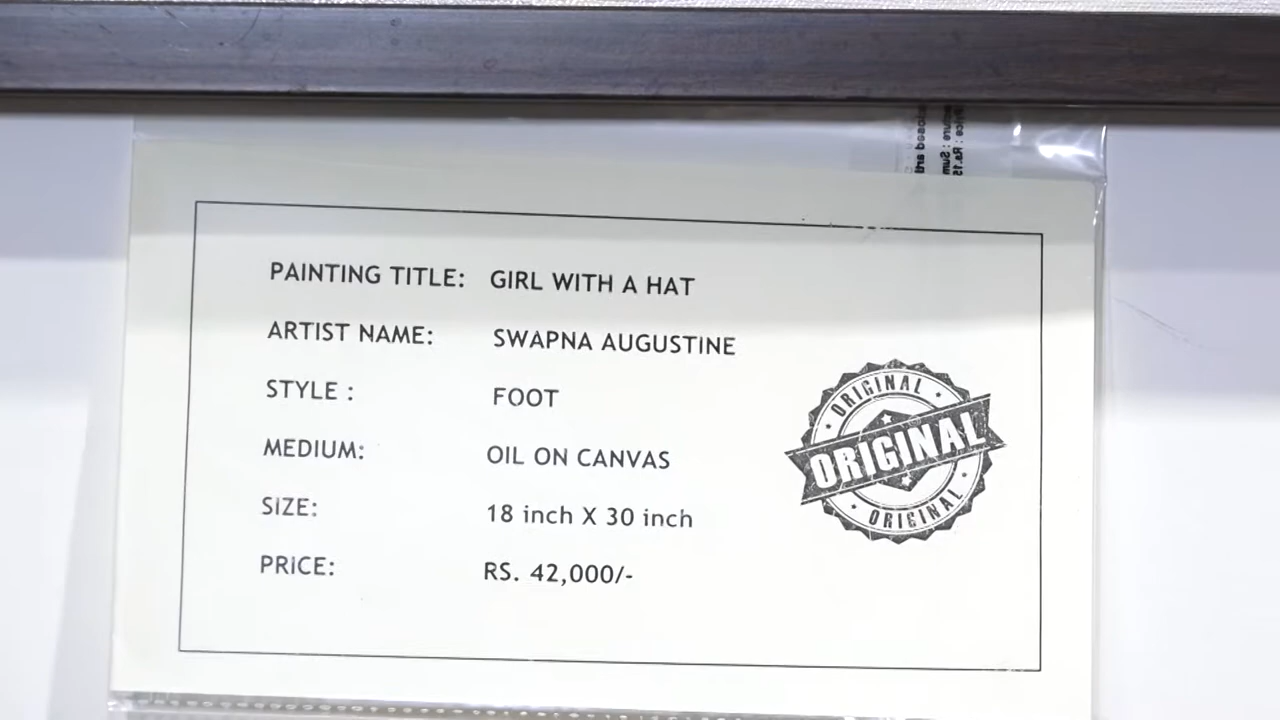 PAINTING TITLE: GIRL WITH A HAT
ARTIST NAME: SWAPNA AUGUSTINE
STYLE : FOOT
MEDIUM: OIL ON CANVAS
SIZE: 18 inch X 30 inch
PRICE: RS. 42,000/-
ORIGINAL
ORIGINAL
ORIGINAL